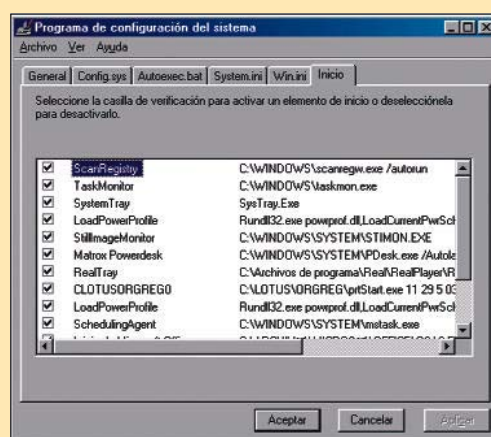 Programa de configuración del sistema
Archivo Ver Ayuda
General Config.sys Autoexec.bat System.ini Win.ini Inicio
Seleccione la casilla de verificación para activar un elemento de inicio o deselecciónela
para desactivarlo.
ScanRegistry C:\WINDOWS\scanregw.exe /autorun
TaskMonitor C:\WINDOWS\taskmon.exe
SystemTray SysTray.Exe
LoadPowerProfile Rundll32.exe powrprof.dll,LoadCurrentPwrSch
StillImageMonitor C:\WINDOWS\SYSTEM\STIMON.EXE
Matrox Powerdesk C:\WINDOWS\SYSTEM\PDesk.exe /Autola
RealTray C:\Archivos de programa\Real\RealPlayer\R
CLOTUSORGREG0 C:\LOTUS\ORGREG\prtStart.exe 11 29 5 03
LoadPowerProfile Rundll32.exe powrprof.dll,LoadCurrentPwrSch
SchedulingAgent C:\WINDOWS\SYSTEM\mstask.exe
Aceptar Cancelar Aplicar